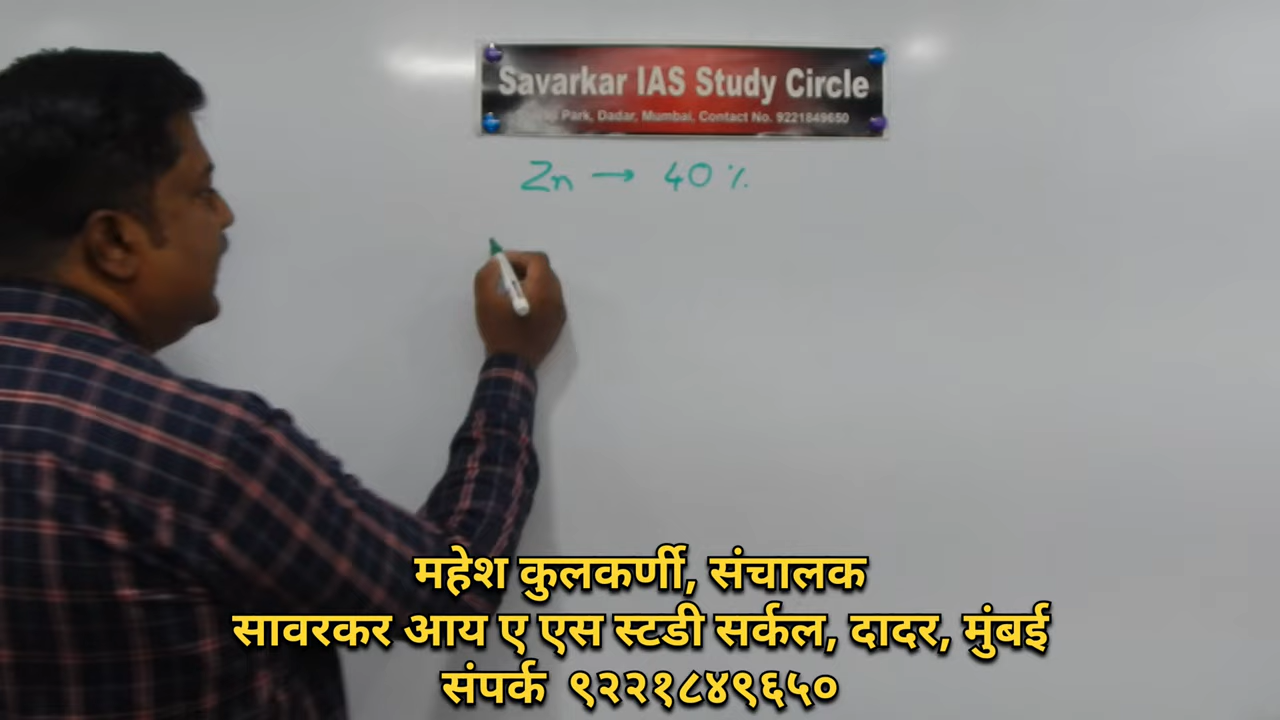 Savarkar IAS Study Circle
Park, Dadar, Mumbai, Contact No. 9221849650
Zn → 40 %
महेश कुलकर्णी, संचालक
सावरकर आय ए एस स्टडी सर्कल, दादर, मुंबई
संपर्क ९२२१८४९६५०